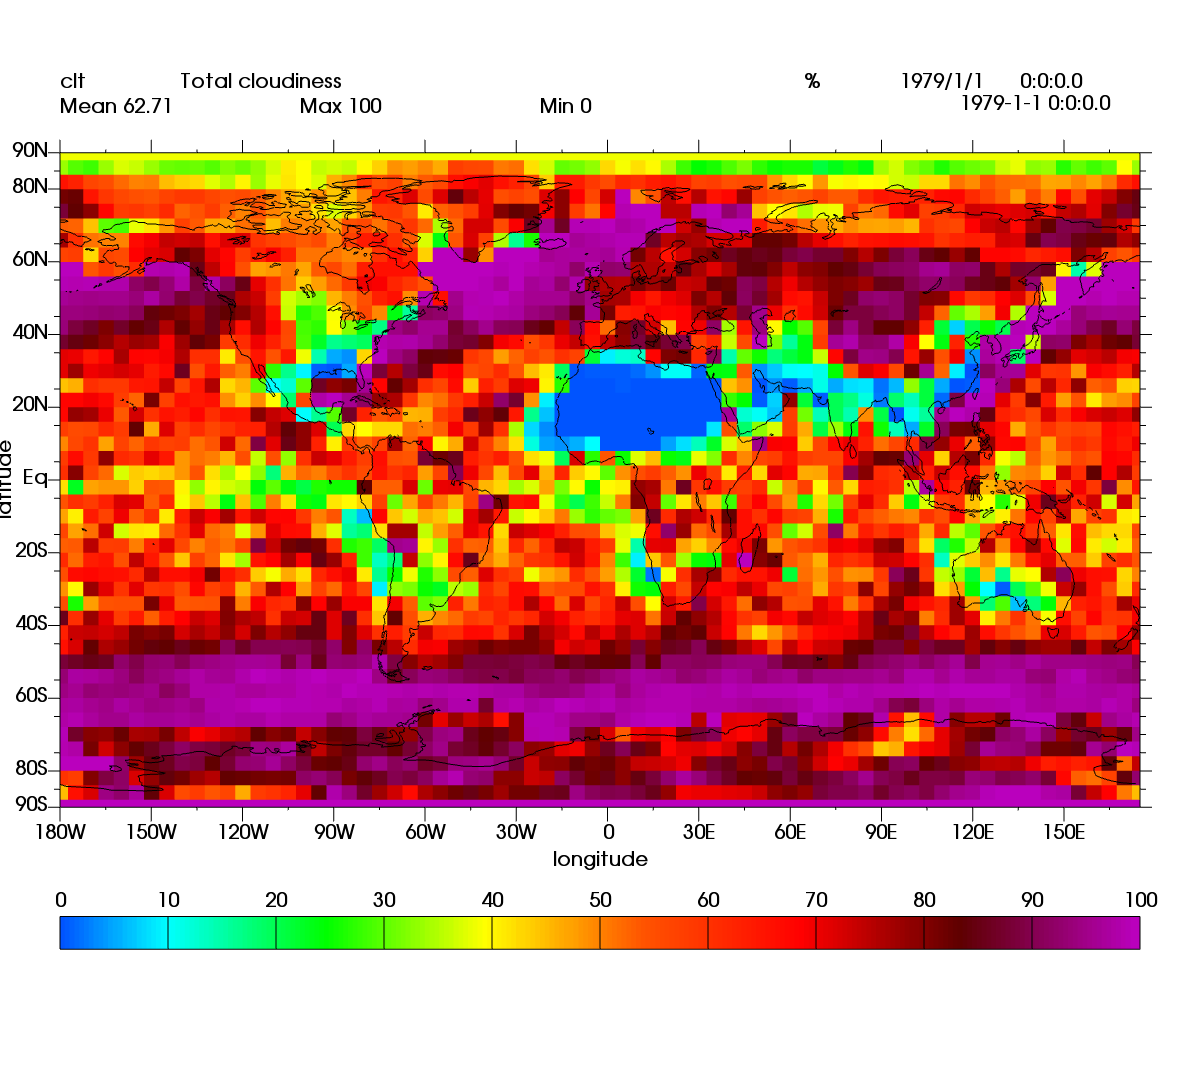 clt Total cloudiness % 1979/1/1 0:0:0.0
Mean 62.71 Max 100 Min 0 1979-1-1 0:0:0.0
90N
80N
60N
40N
20N
Eq
20S
40S
60S
80S
90S
latitude
180W 150W 120W 90W 60W 30W 0 30E 60E 90E 120E 150E
longitude
0 10 20 30 40 50 60 70 80 90 100